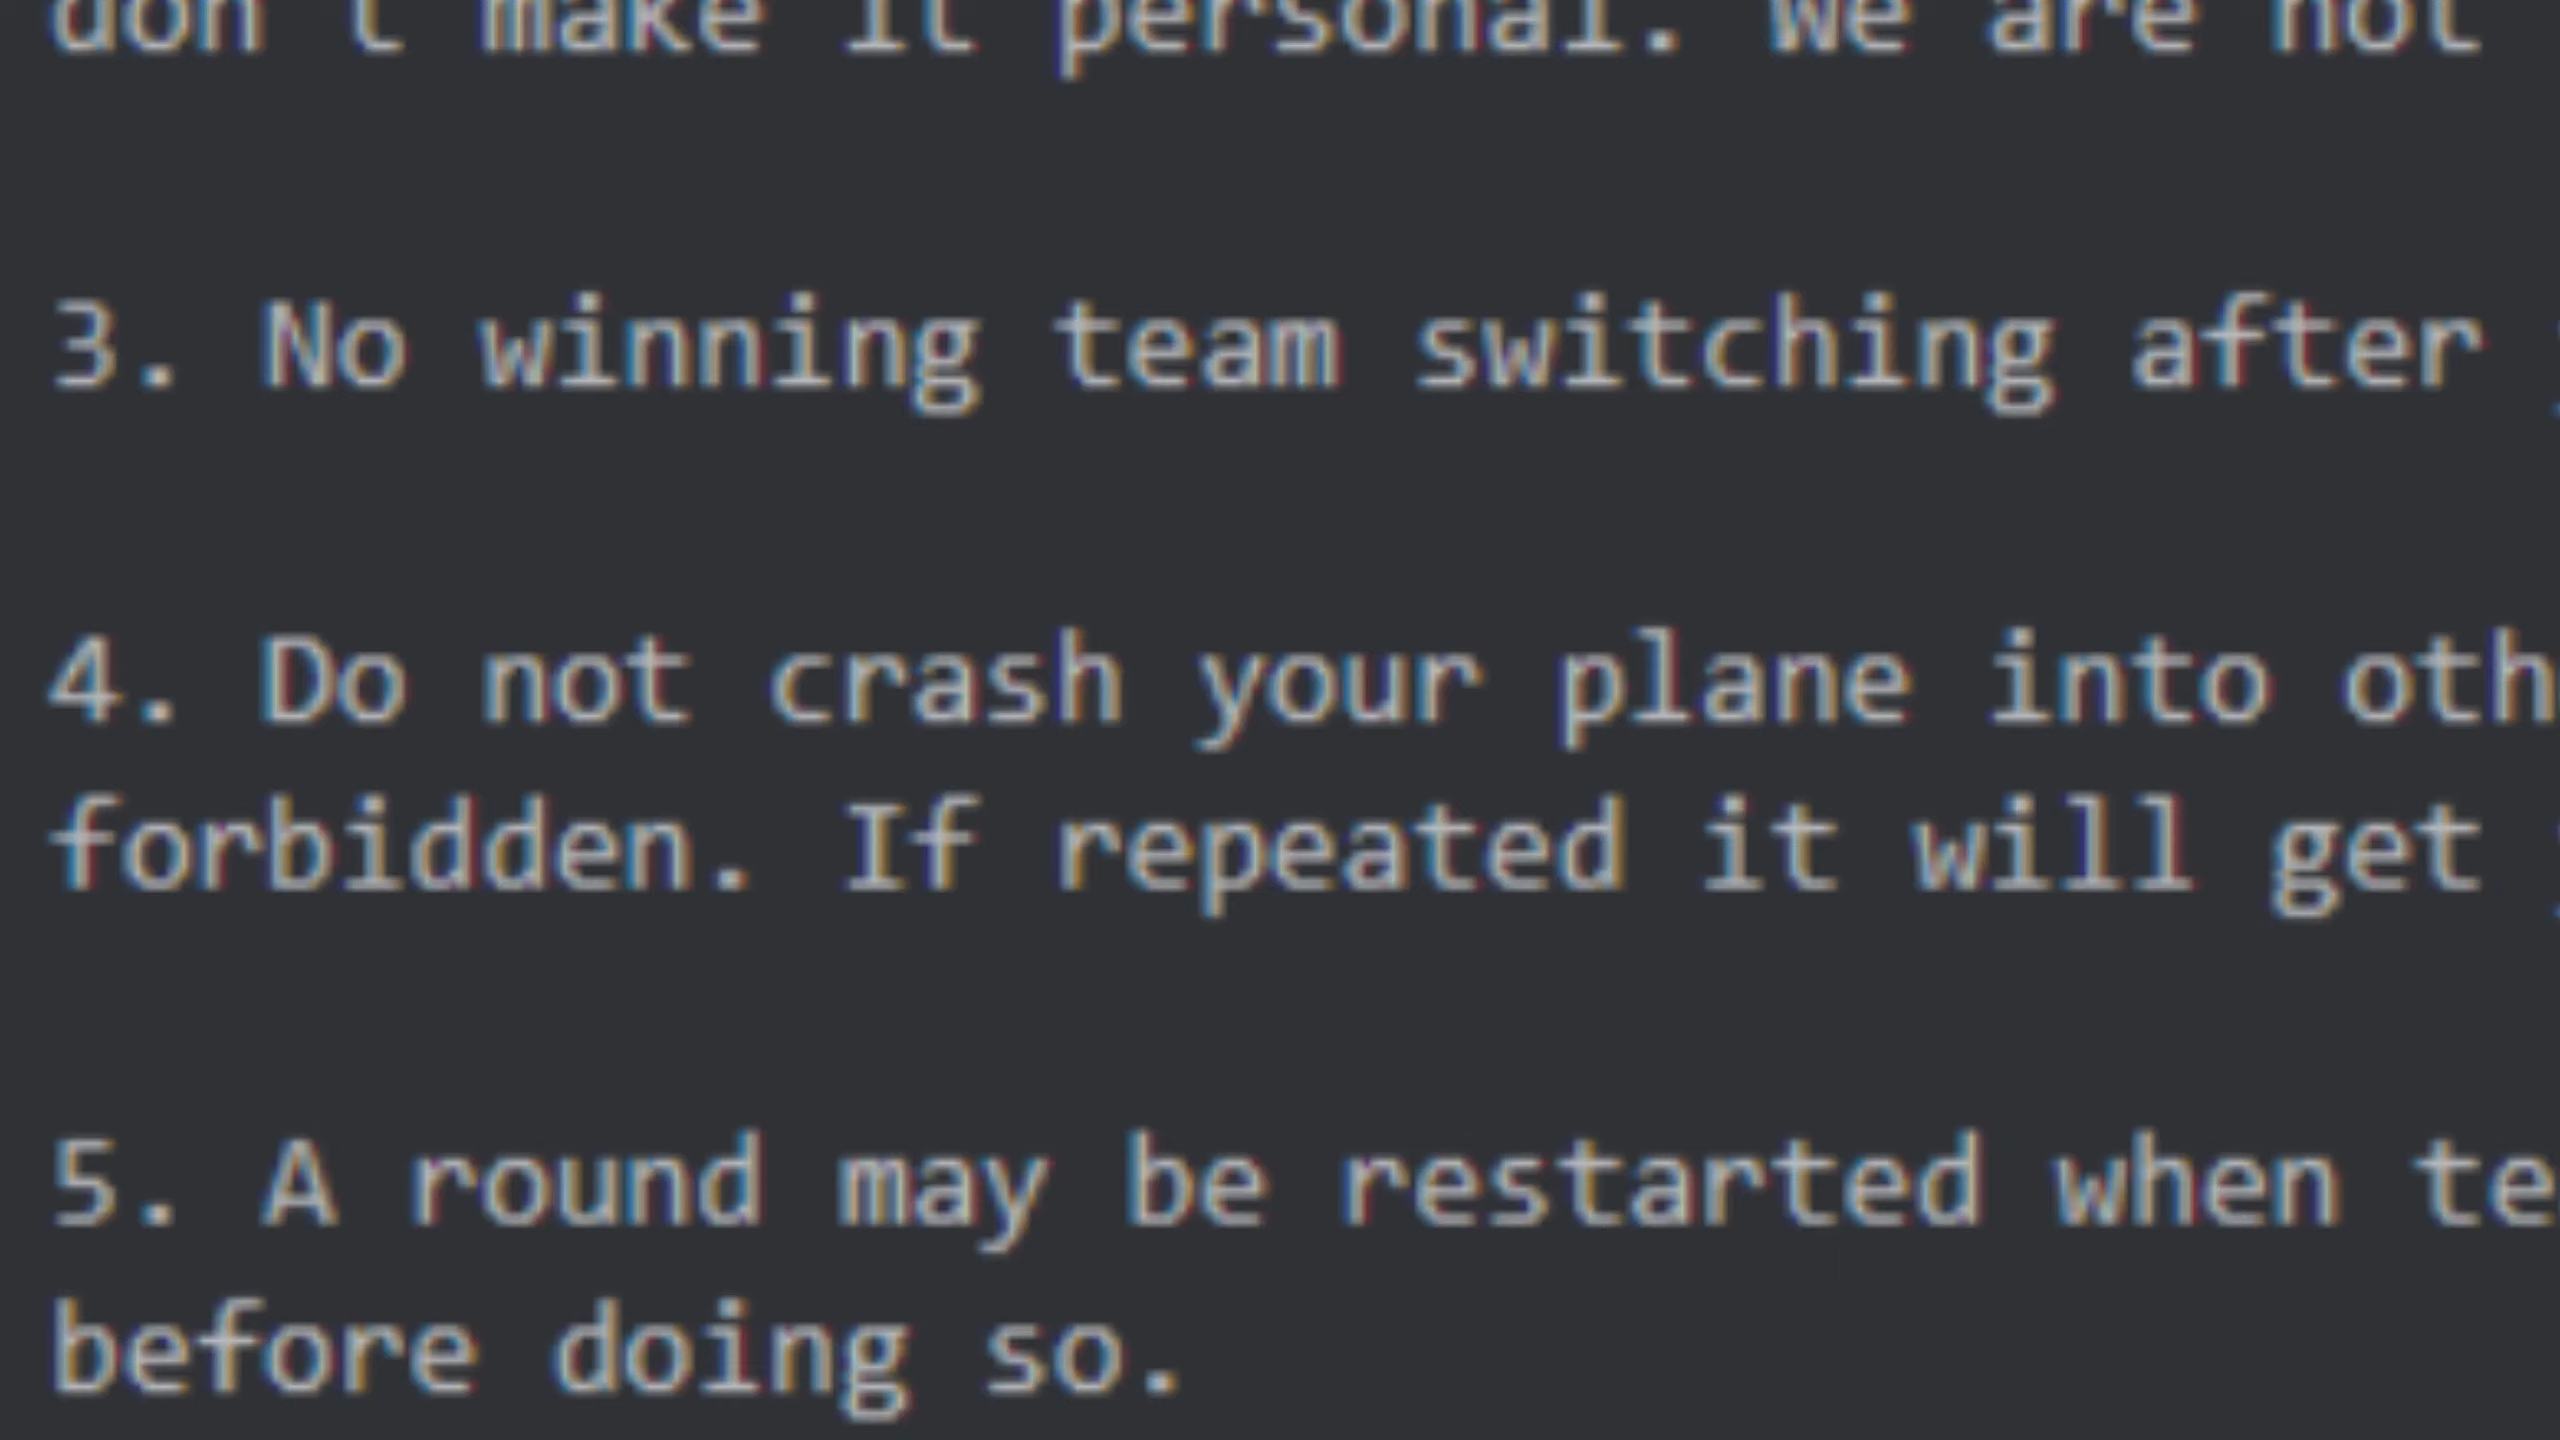 don't make it personal. We are not
3. No winning team switching after
4. Do not crash your plane into oth
forbidden. If repeated it will get
5. A round may be restarted when te
before doing so.